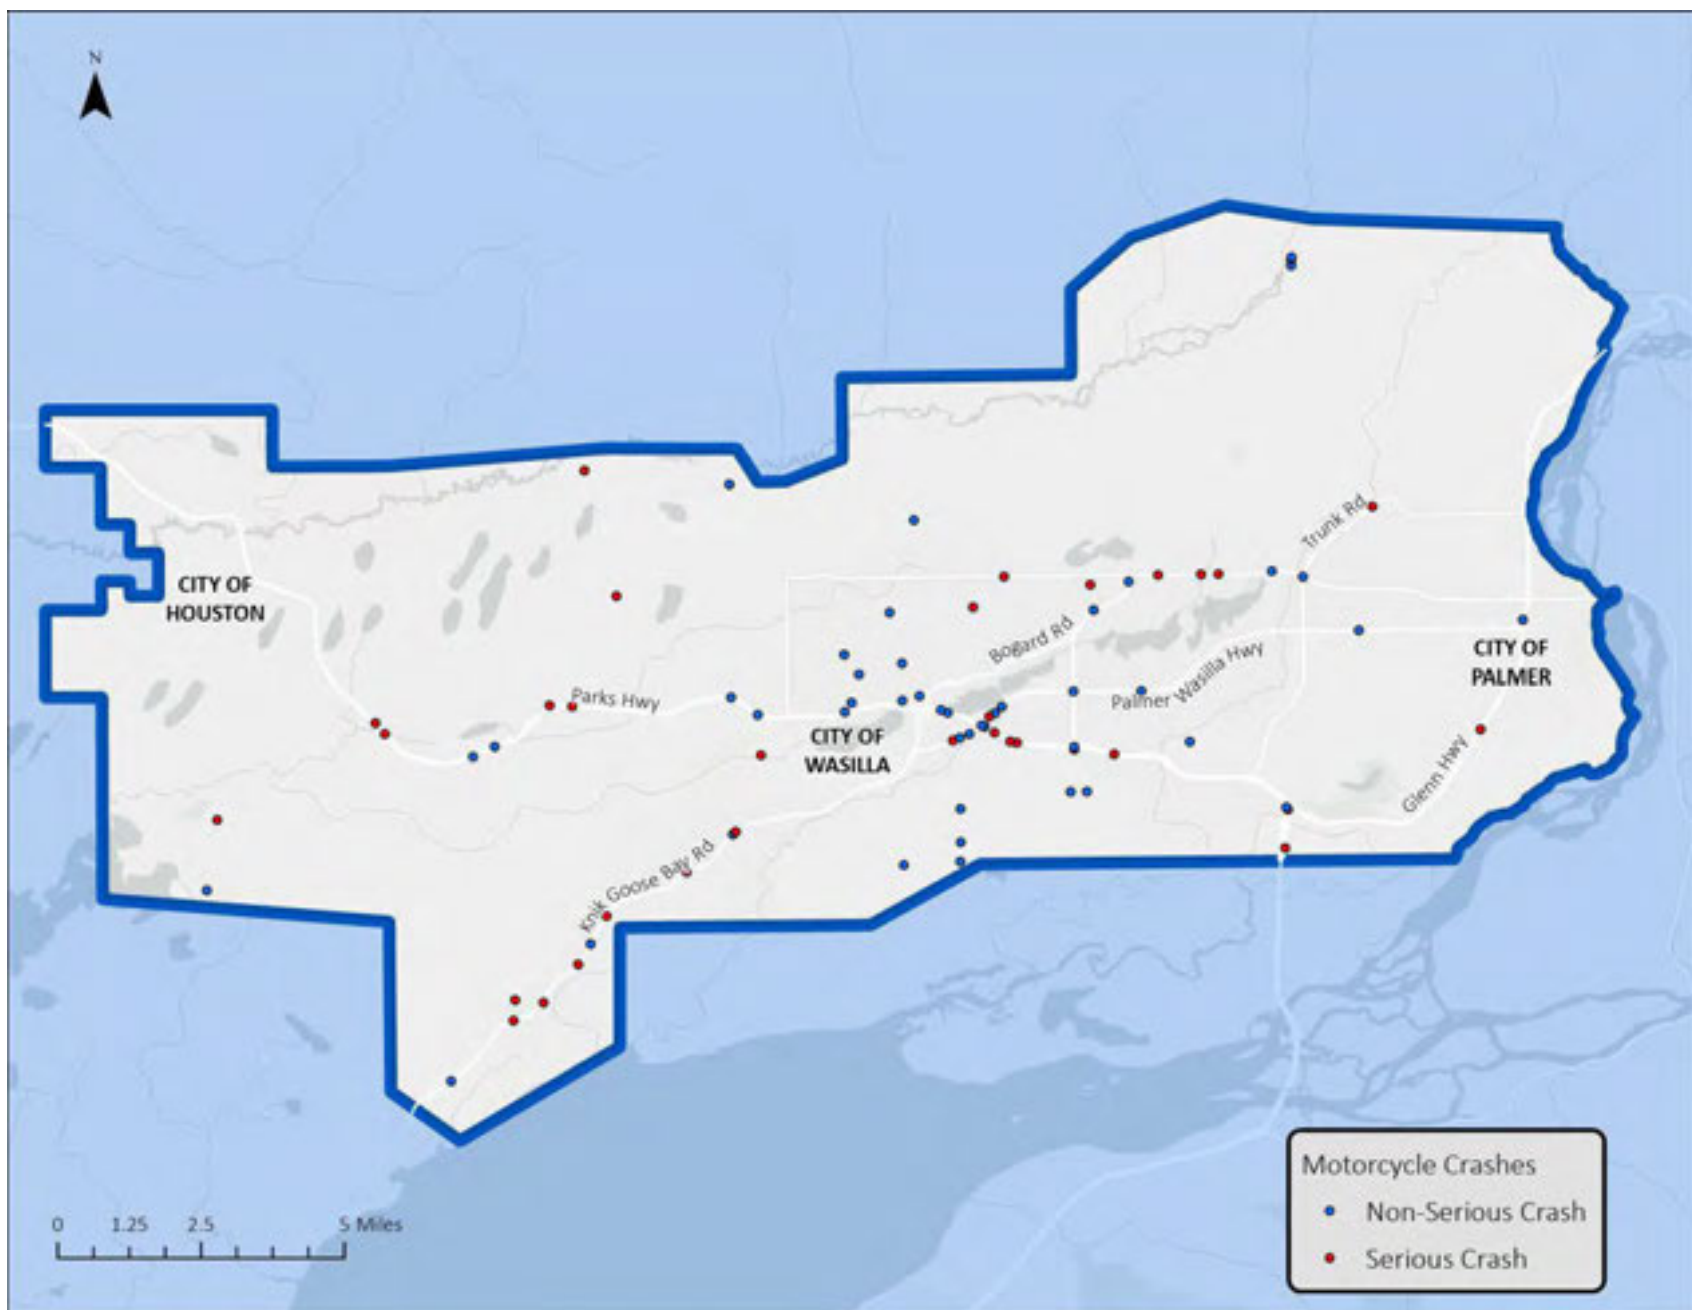 N
Trunk Rd
CITY OF
HOUSTON
Bogard Rd
CITY OF
PALMER
Palmer Wasilla Hwy
Parks Hwy
CITY OF
WASILLA
Glenn Hwy
Knik Goose Bay Rd
Motorcycle Crashes
Non-Serious Crash
Serious Crash
0 1.25 2.5 5 Miles